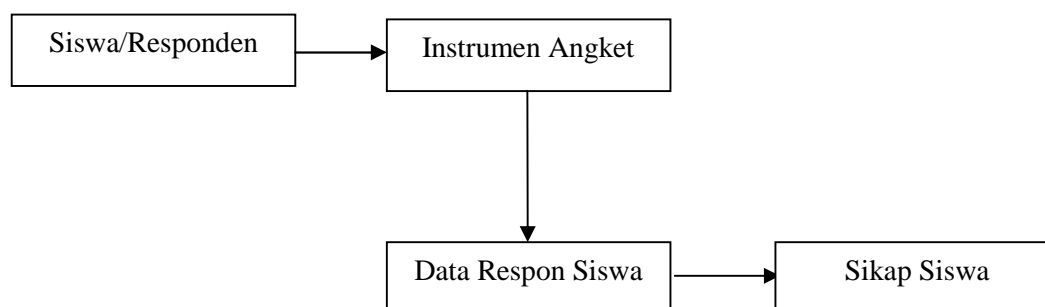 Siswa/Responden
Instrumen Angket
Data Respon Siswa
Sikap Siswa